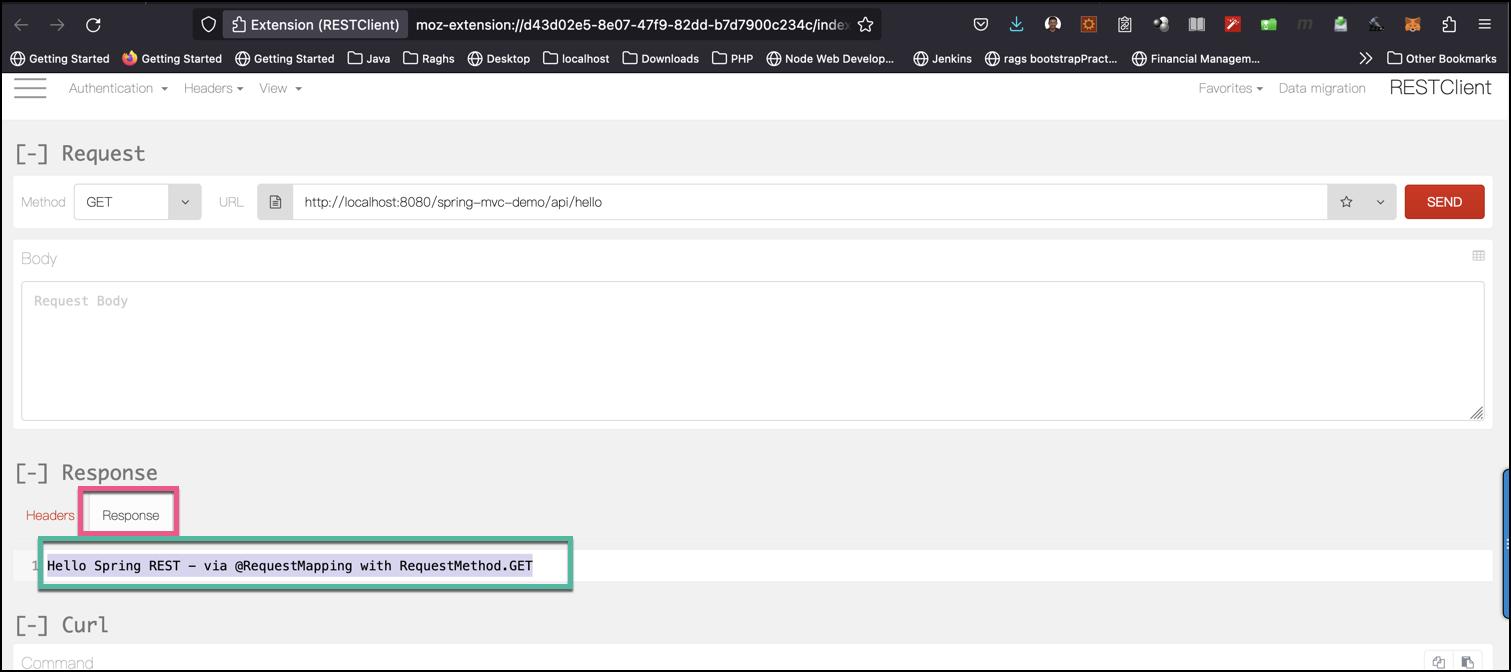 Extension (RESTClient) moz-extension://d43d02e5-8e07-47f9-82dd-b7d7900c234c/index
Getting Started Getting Started Getting Started Java Raghs Desktop localhost Downloads PHP Node Web Develop... Jenkins rags bootstrapPract... Financial Managem... Other Bookmarks
Authentication Headers View Favorites Data migration RESTClient
[-] Request
Method GET URL http://localhost:8080/spring-mvc-demo/api/hello SEND
Body
Request Body
[-] Response
Headers Response
1 Hello Spring REST - via @RequestMapping with RequestMethod.GET
[-] Curl
Command